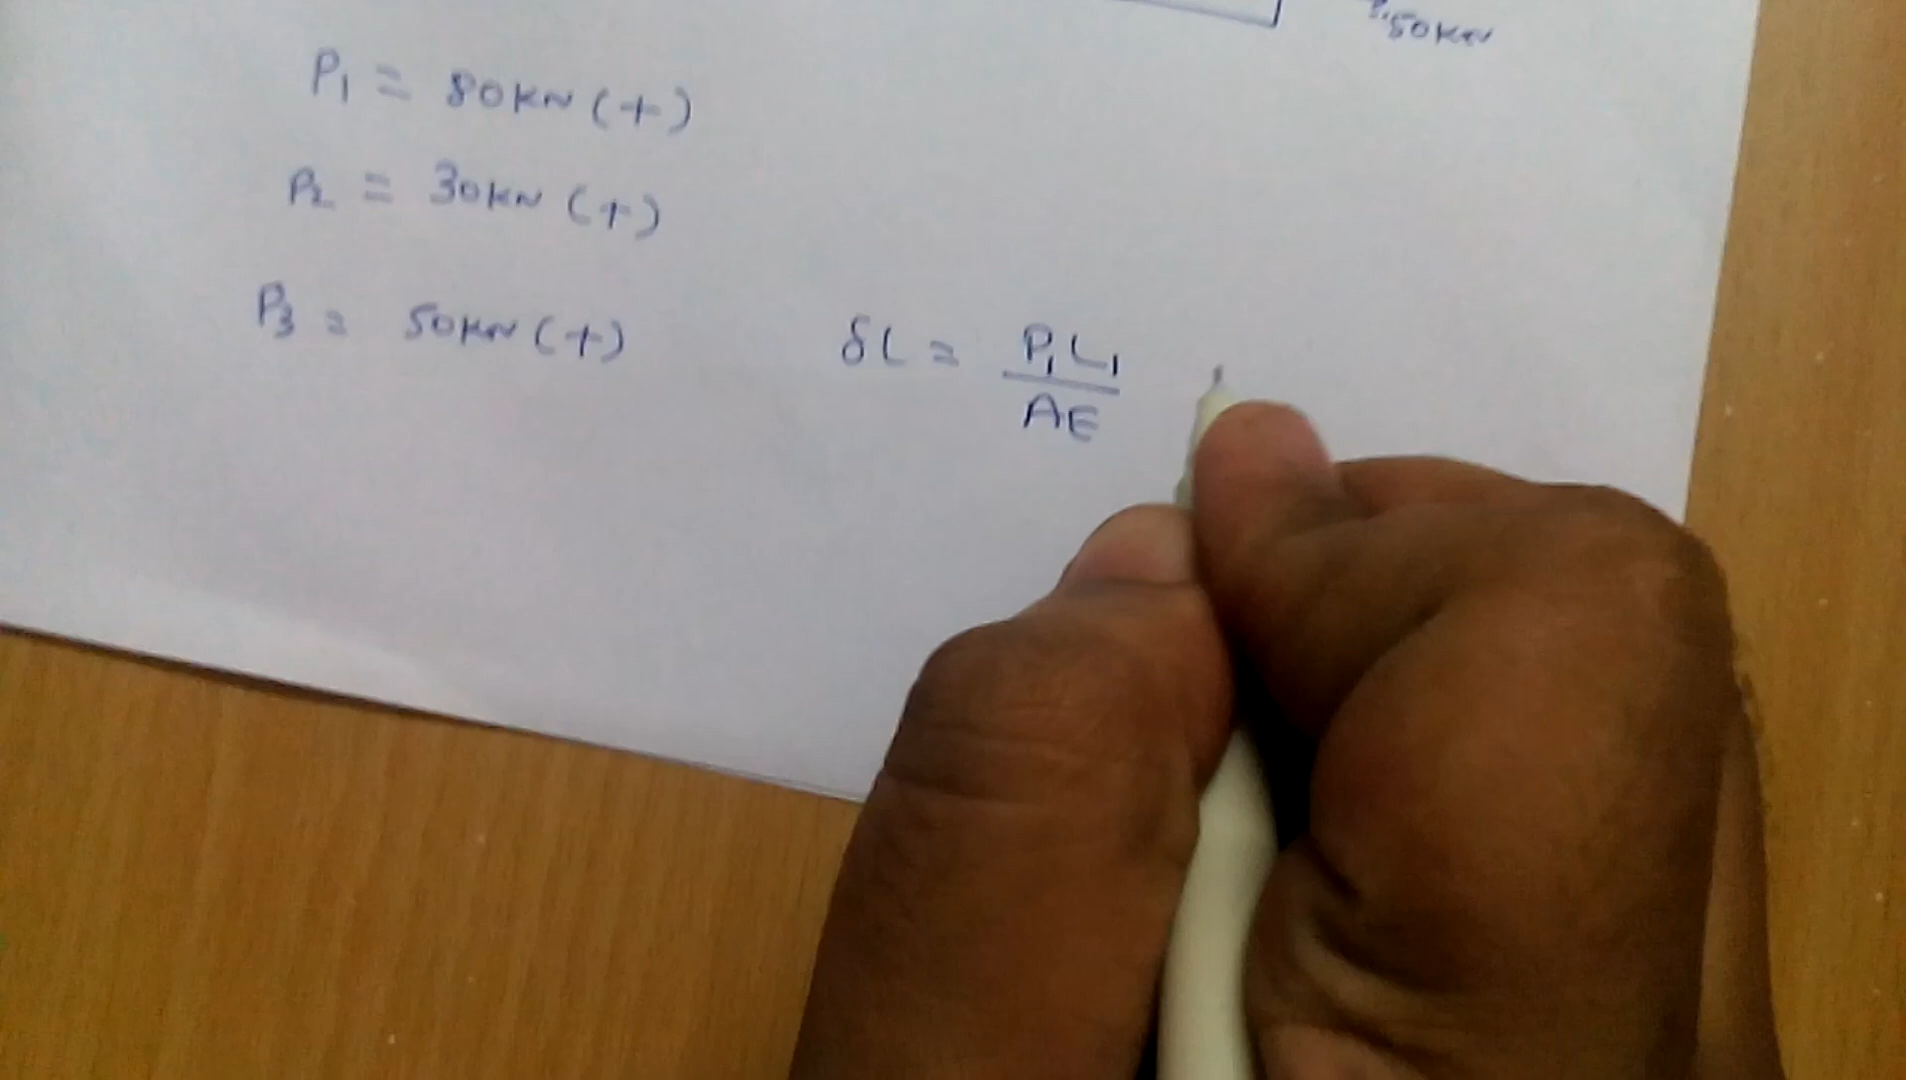 50KN
P1 = 80KN (+)
P2 = 30KN (+)
P3 = 50KN (+)
δL = P1L1
AE